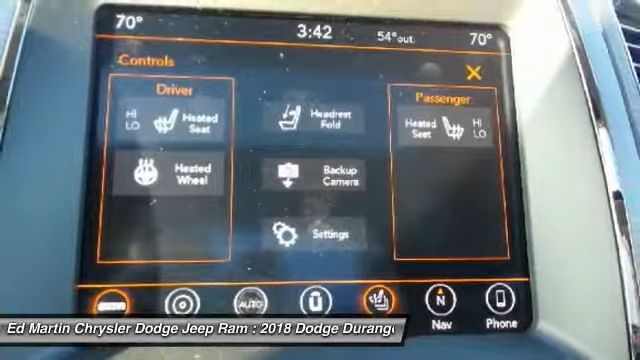 70° 3:42 54°out. 70°
Controls
Driver
Passenger
HI
LO
Heated
Seat
Headrest
Fold
Heated
Seat
HI
LO
Heated
Wheel
Backup
Camera
Settings
AUTO
N
Nav
Phone
Ed Martin Chrysler Dodge Jeep Ram : 2018 Dodge Durango